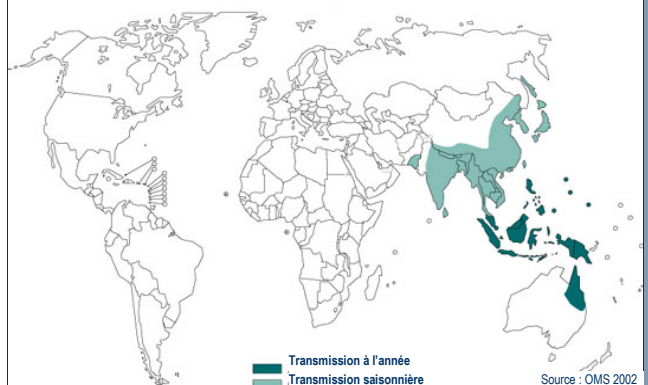 Transmission à l'année
Transmission saisonnière
Source : OMS 2002